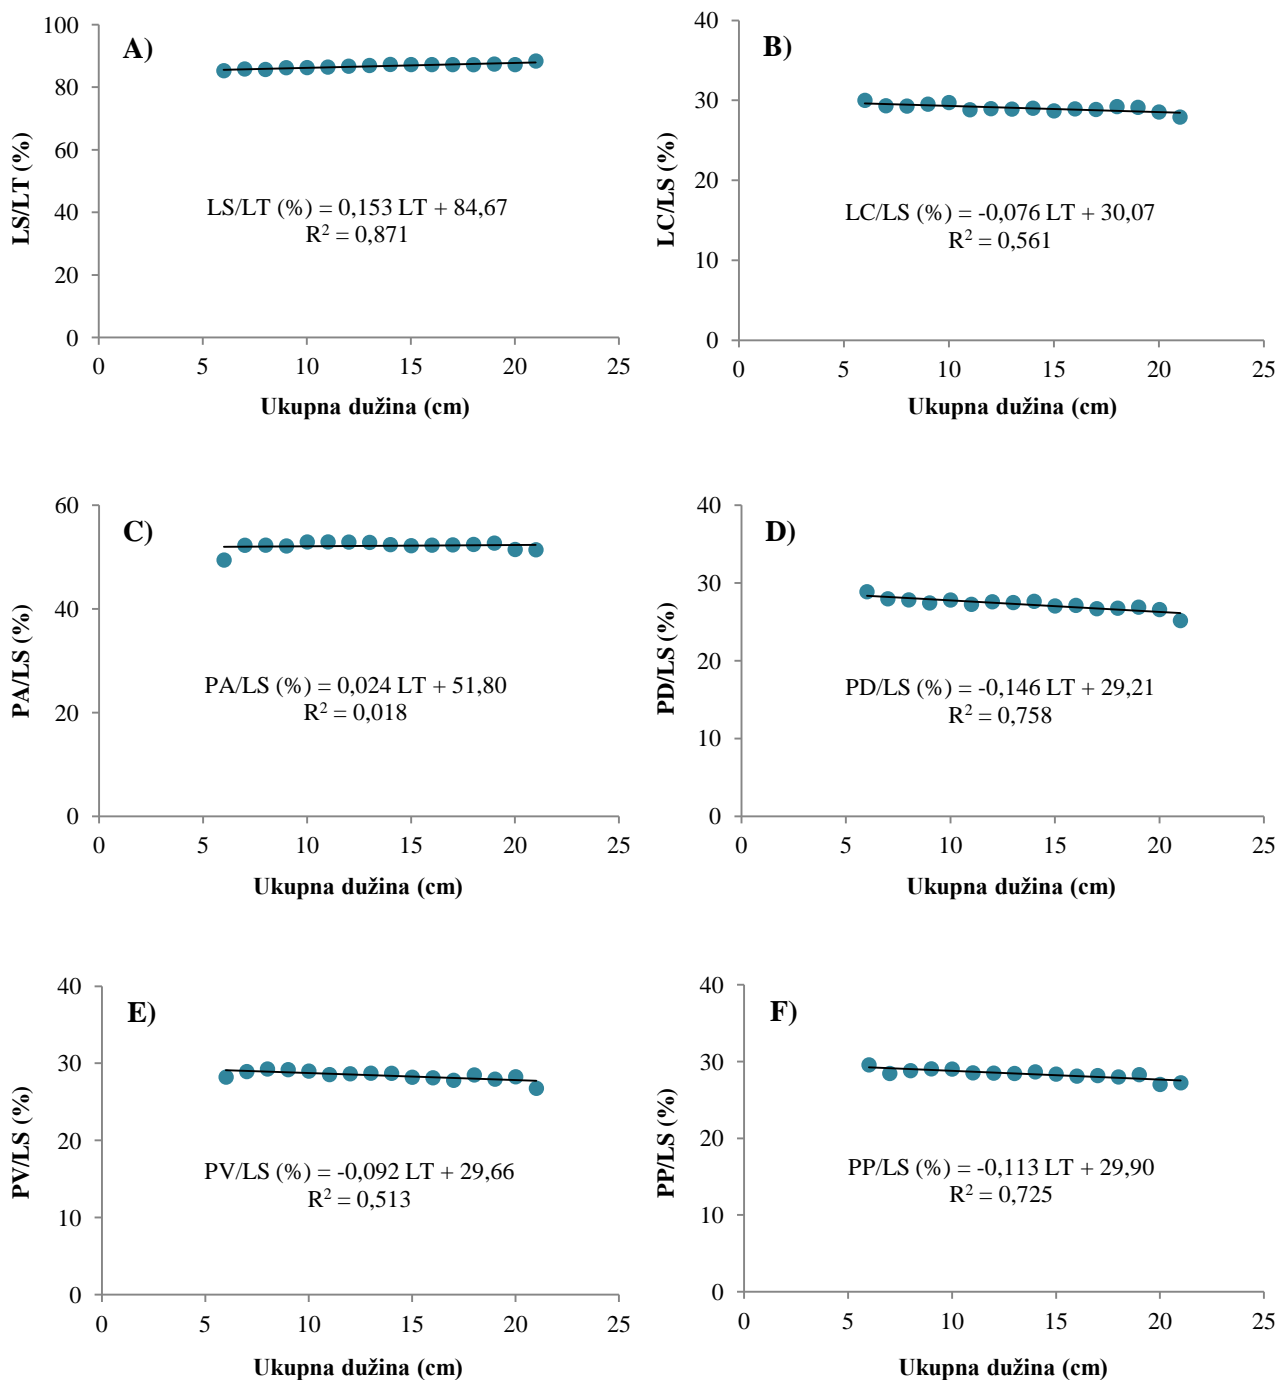 A)
LS/LT (%)
100
80
60
40
20
0
LS/LT (%) = 0,153 LT + 84,67
R² = 0,871
0 5 10 15 20 25
Ukupna dužina (cm)
B)
LC/LS (%)
40
30
20
10
0
LC/LS (%) = -0,076 LT + 30,07
R² = 0,561
0 5 10 15 20 25
Ukupna dužina (cm)
C)
PA/LS (%)
60
40
20
0
PA/LS (%) = 0,024 LT + 51,80
R² = 0,018
0 5 10 15 20 25
Ukupna dužina (cm)
D)
PD/LS (%)
40
30
20
10
0
PD/LS (%) = -0,146 LT + 29,21
R² = 0,758
0 5 10 15 20 25
Ukupna dužina (cm)
E)
PV/LS (%)
40
30
20
10
0
PV/LS (%) = -0,092 LT + 29,66
R² = 0,513
0 5 10 15 20 25
Ukupna dužina (cm)
F)
PP/LS (%)
40
30
20
10
0
PP/LS (%) = -0,113 LT + 29,90
R² = 0,725
0 5 10 15 20 25
Ukupna dužina (cm)